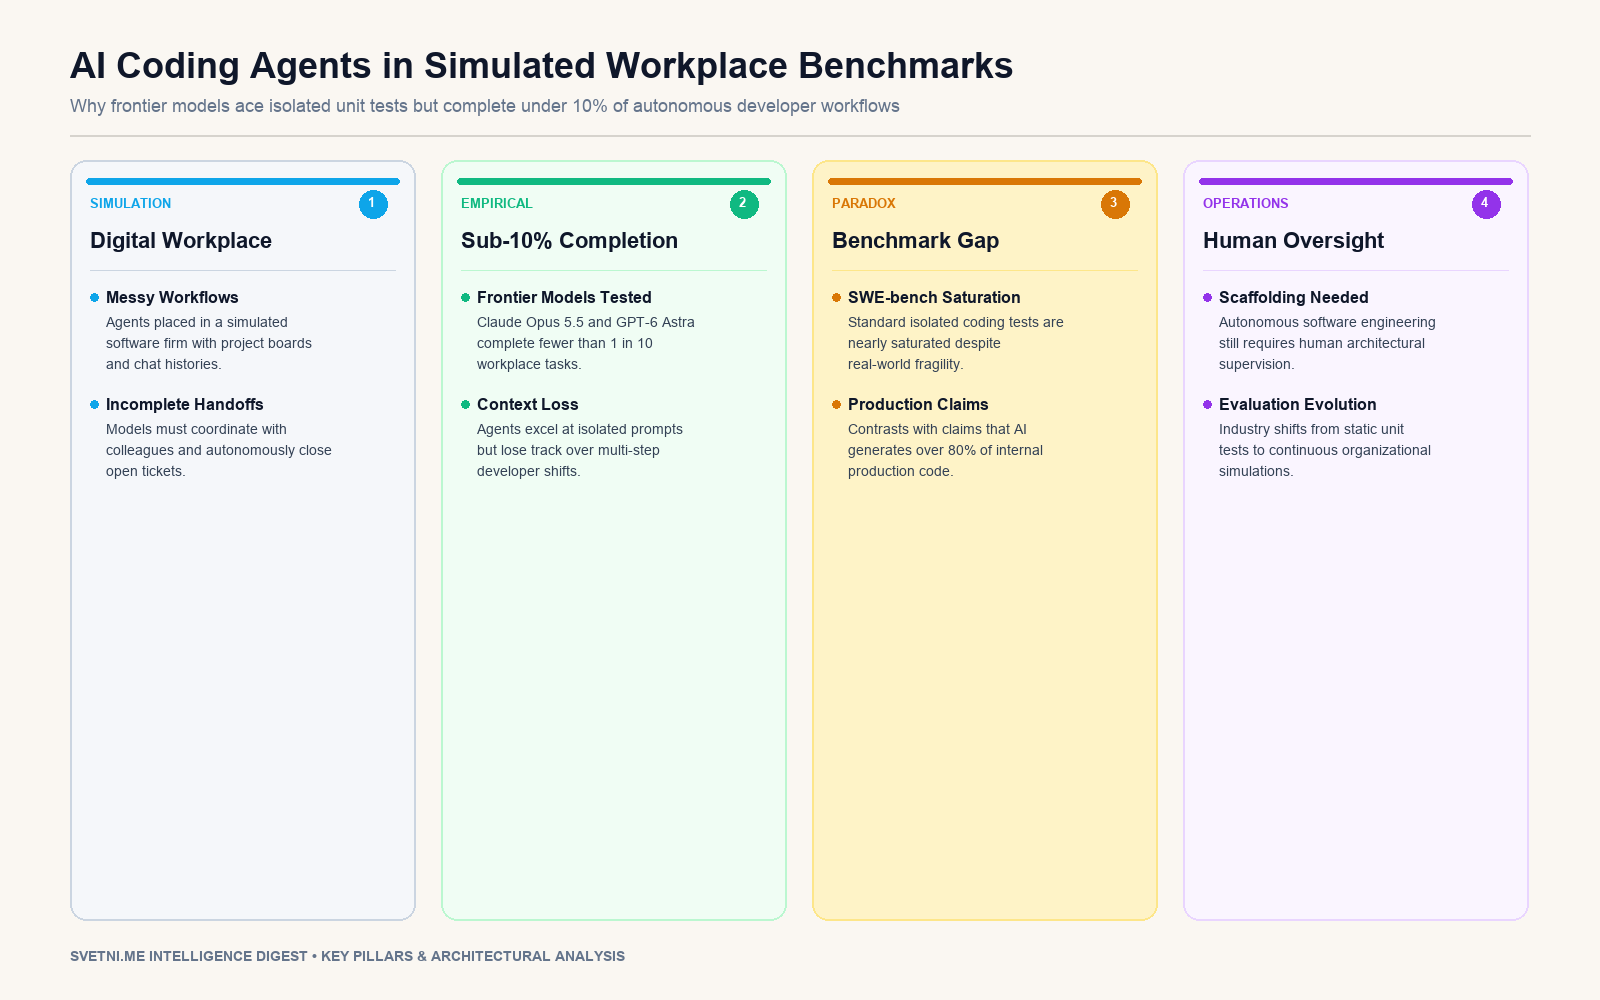 AI Coding Agents in Simulated Workplace Benchmarks
Why frontier models ace isolated unit tests but complete under 10% of autonomous developer workflows
SIMULATION
1
Digital Workplace
Messy Workflows
Agents placed in a simulated
software firm with project boards
and chat histories.
Incomplete Handoffs
Models must coordinate with
colleagues and autonomously close
open tickets.
EMPIRICAL
2
Sub-10% Completion
Frontier Models Tested
Claude Opus 5.5 and GPT-6 Astra
complete fewer than 1 in 10
workplace tasks.
Context Loss
Agents excel at isolated prompts
but lose track over multi-step
developer shifts.
PARADOX
3
Benchmark Gap
SWE-bench Saturation
Standard isolated coding tests are
nearly saturated despite
real-world fragility.
Production Claims
Contrasts with claims that AI
generates over 80% of internal
production code.
OPERATIONS
4
Human Oversight
Scaffolding Needed
Autonomous software engineering
still requires human architectural
supervision.
Evaluation Evolution
Industry shifts from static unit
tests to continuous organizational
simulations.
SVETNI.ME INTELLIGENCE DIGEST • KEY PILLARS & ARCHITECTURAL ANALYSIS